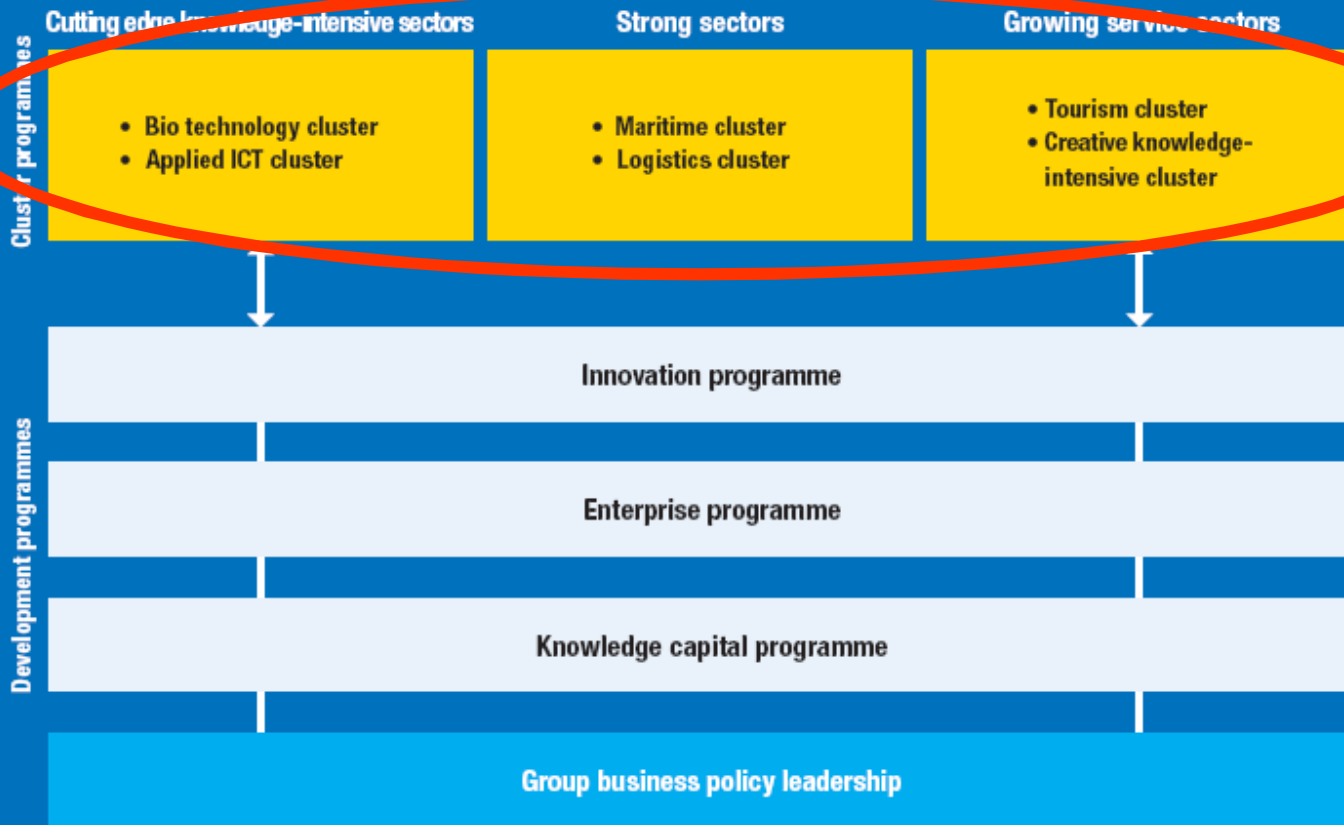 Cutting edge knowledge-intensive sectors
Strong sectors
Growing service sectors
Cluster programmes
• Bio technology cluster
• Applied ICT cluster
• Maritime cluster
• Logistics cluster
• Tourism cluster
• Creative knowledge-
intensive cluster
Development programmes
Innovation programme
Enterprise programme
Knowledge capital programme
Group business policy leadership